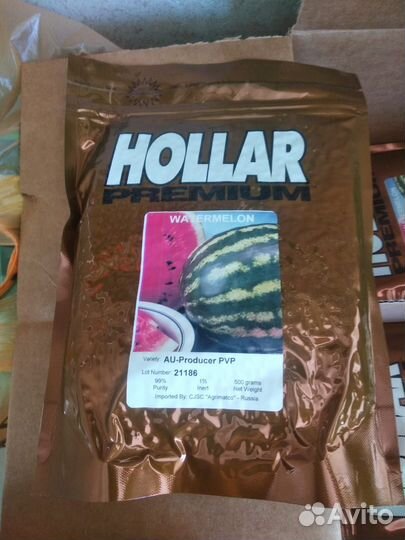 HOLLAR
PREMIUM
WATERMELON
Variety: AU-Producer PVP
Lot Number: 21186
99% 1% 500 grams
Purity Inert Net Weight
Imported By: CJSC "Agrimatco" - Russia
Avito